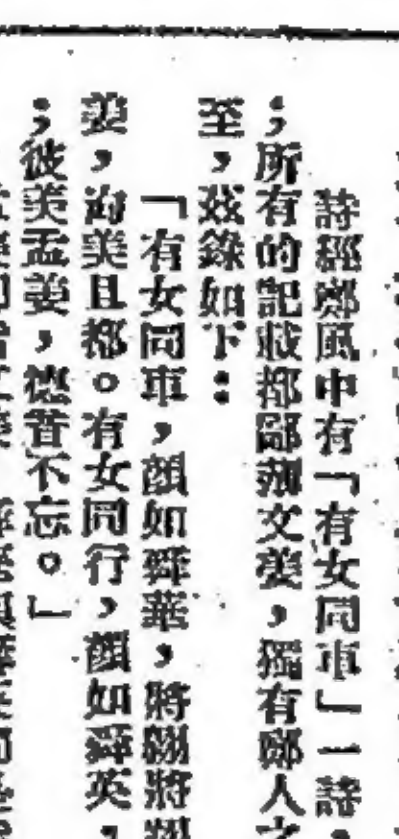 詩經鄭風中有「有女同車」一詩,
;所有的記載都鄙薄文姜,獨有鄭人
至,茲錄如下:
「有女同車,顏如舜華,將翺將翔
姜,洵美且都。有女同行,顏如舜英,
;彼美孟姜,德音不忘。」